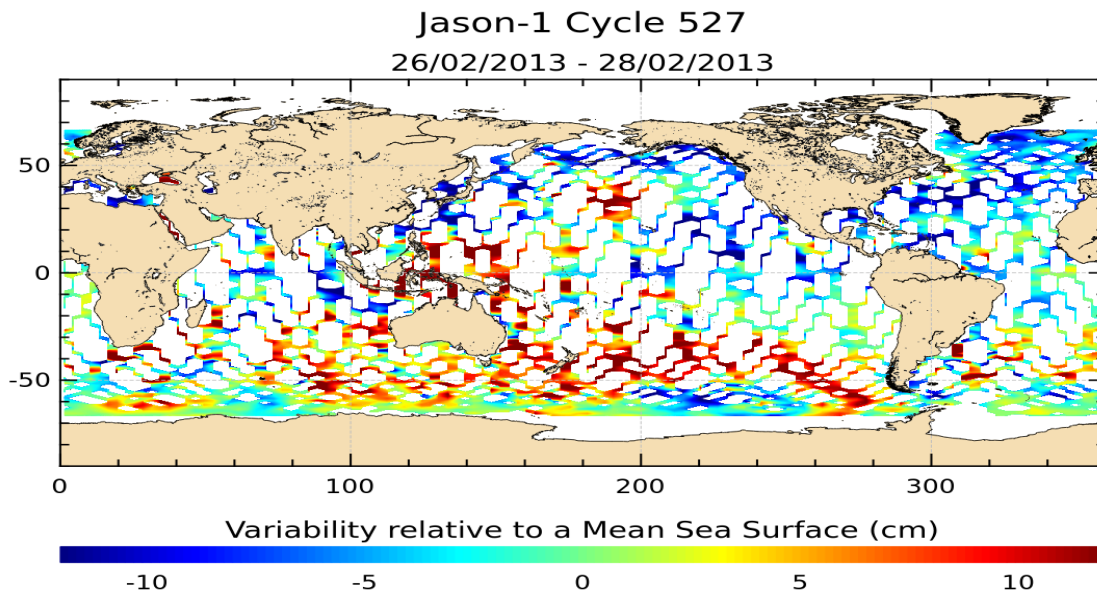 Jason-1 Cycle 527
26/02/2013 - 28/02/2013
50
0
-50
0 100 200 300
Variability relative to a Mean Sea Surface (cm)
-10 -5 0 5 10